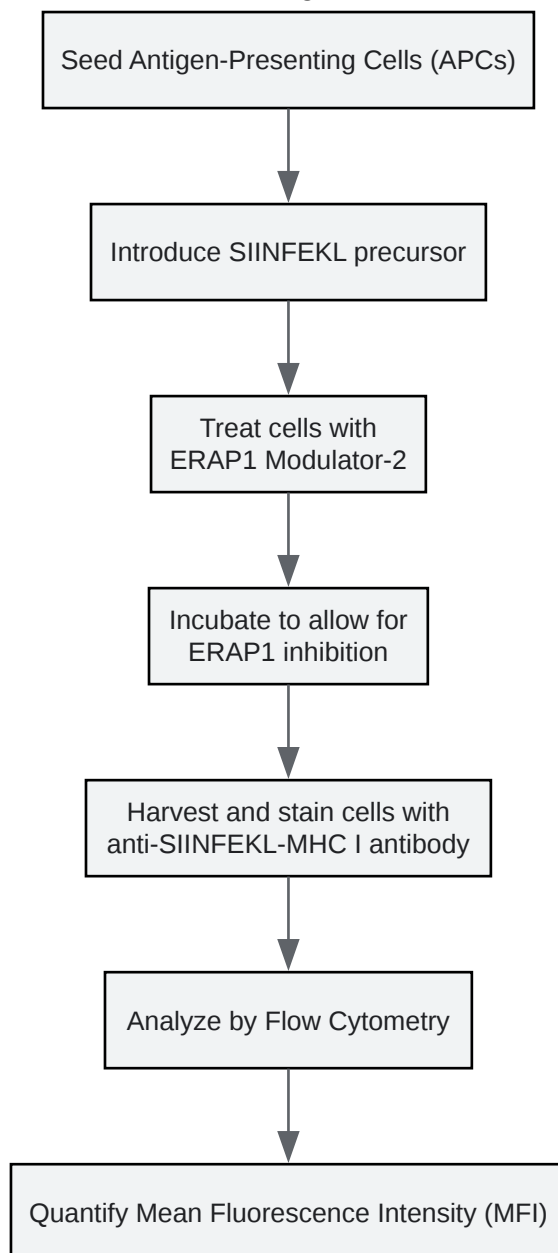 Seed Antigen-Presenting Cells (APCs)
Introduce SIINFEKL precursor
Treat cells with
ERAP1 Modulator-2
Incubate to allow for
ERAP1 inhibition
Harvest and stain cells with
anti-SIINFEKL-MHC I antibody
Analyze by Flow Cytometry
Quantify Mean Fluorescence Intensity (MFI)